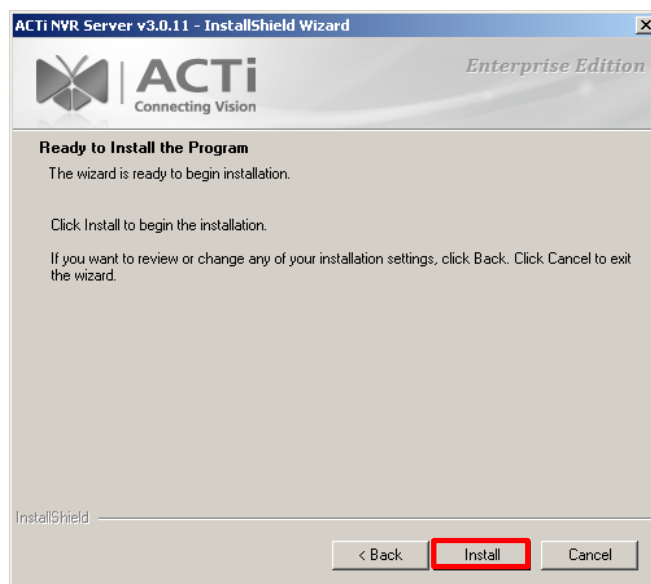 ACTi NVR Server v3.0.11 - InstallShield Wizard
Enterprise Edition
ACTi
Connecting Vision
Ready to Install the Program
The wizard is ready to begin installation.
Click Install to begin the installation.
If you want to review or change any of your installation settings, click Back. Click Cancel to exit
the wizard.
InstallShield
< Back Install Cancel